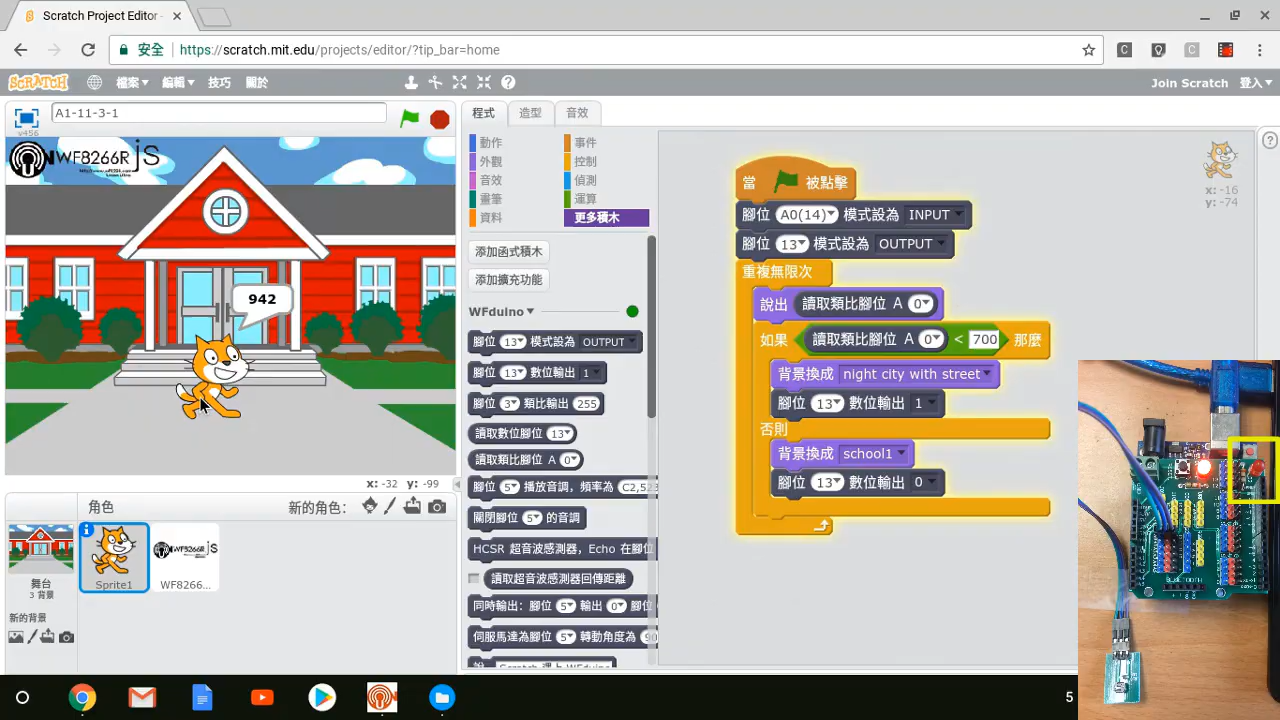 Scratch Project Editor -
安全
https://scratch.mit.edu/projects/editor/?tip_bar=home
SCRATCH
檔案▾
編輯▾
技巧
關於
Join Scratch
登入▾
A1-11-3-1
v456
WF8266R JS
942
x: -32 y: -99
角色
新的角色：
舞台
3 背景
新的背景
Sprite1
WF8266...
程式
造型
音效
動作
事件
外觀
控制
音效
偵測
畫筆
運算
資料
更多積木
添加函式積木
添加擴充功能
WFduino▾
腳位 13 模式設為 OUTPUT
腳位 13 數位輸出 1
腳位 3 類比輸出 255
讀取數位腳位 13
讀取類比腳位 A 0
腳位 5 播放音調，頻率為 C2,52
關閉腳位 5 的音調
HCSR 超音波感測器，Echo 在腳位
讀取超音波感測器回傳距離
同時輸出：腳位 5 輸出 0 腳位
伺服馬達為腳位 5 轉動角度為 90
當 被點擊
腳位 A0(14) 模式設為 INPUT
腳位 13 模式設為 OUTPUT
重複無限次
說出 讀取類比腳位 A 0
如果 讀取類比腳位 A 0 < 700 那麼
背景換成 night city with street
腳位 13 數位輸出 1
否則
背景換成 school1
腳位 13 數位輸出 0
x: -16
y: -74
5